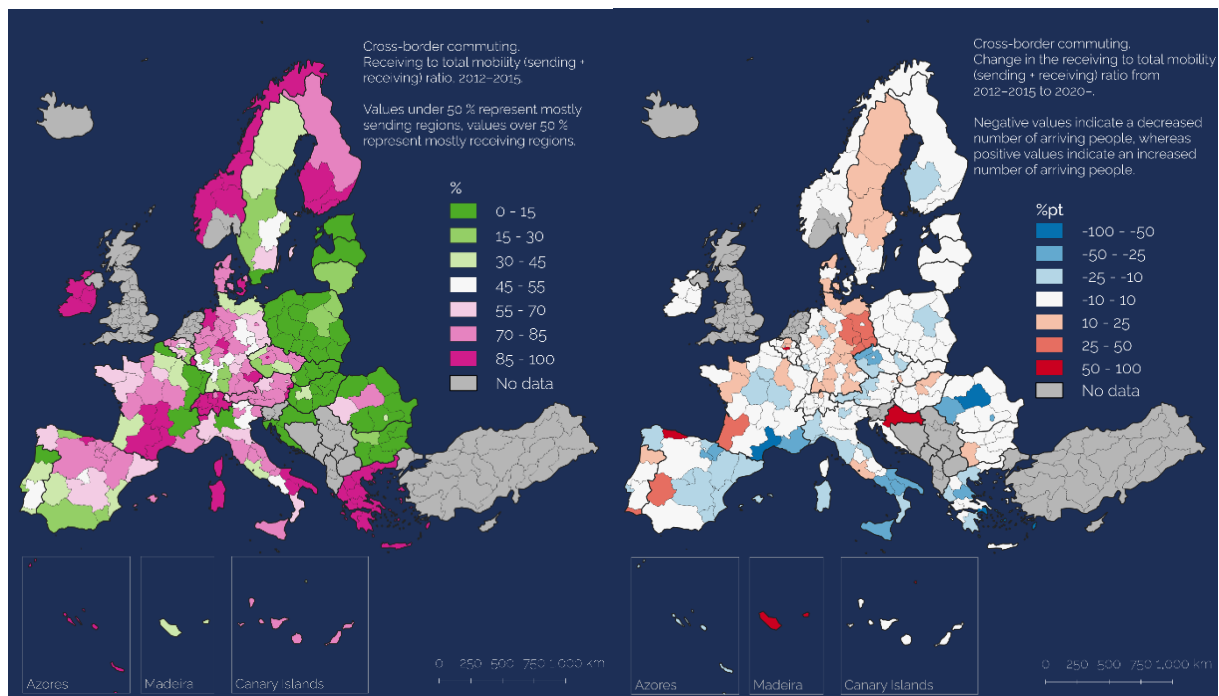 Cross-border commuting.
Receiving to total mobility (sending +
receiving) ratio. 2012–2015.
Values under 50 % represent mostly
sending regions, values over 50 %
represent mostly receiving regions.
%
0 - 15
15 - 30
30 - 45
45 - 55
55 - 70
70 - 85
85 - 100
No data
Azores
Madeira
Canary Islands
0 250 500 750 1,000 km
Cross-border commuting.
Change in the receiving to total mobility
(sending + receiving) ratio from
2012–2015 to 2020–.
Negative values indicate a decreased
number of arriving people, whereas
positive values indicate an increased
number of arriving people.
%pt
-100 - -50
-50 - -25
-25 - -10
-10 - 10
10 - 25
25 - 50
50 - 100
No data
Azores
Madeira
Canary Islands
0 250 500 750 1,000 km